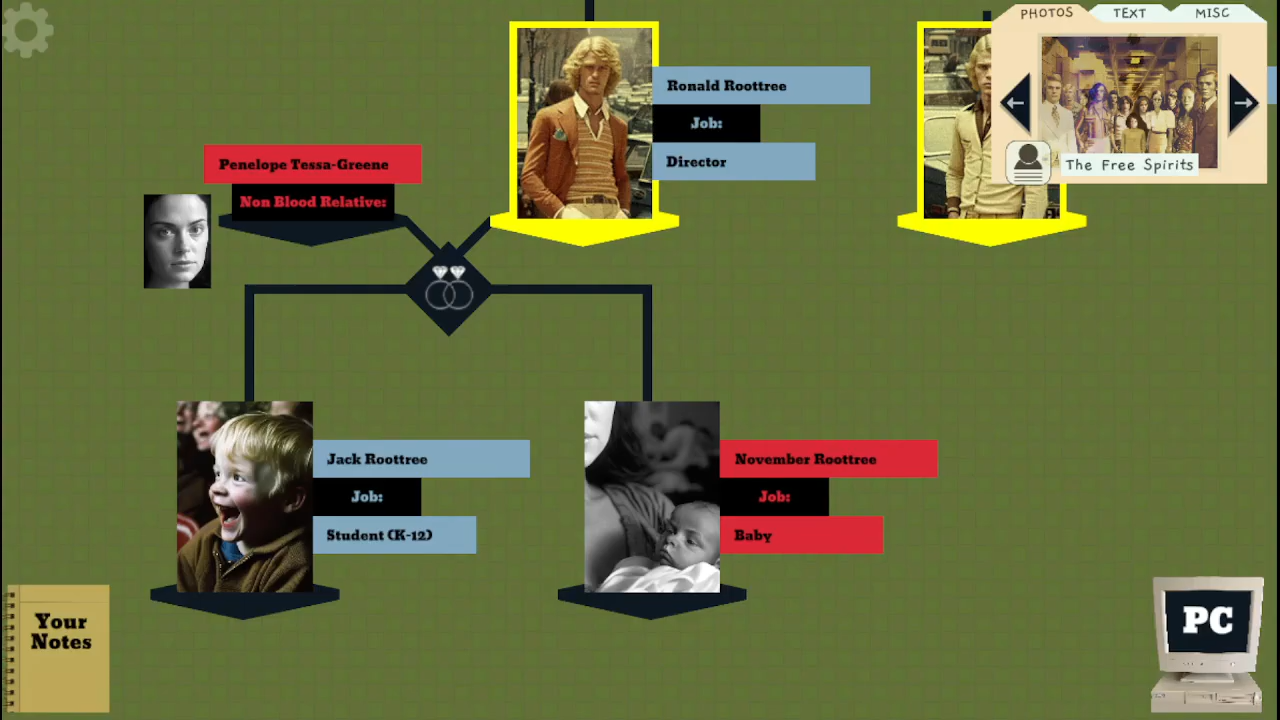 PHOTOS TEXT MISC
Ronald Roottree
Job:
Director
The Free Spirits
Penelope Tessa-Greene
Non Blood Relative:
Jack Roottree
Job:
Student (K-12)
November Roottree
Job:
Baby
Your
Notes
PC